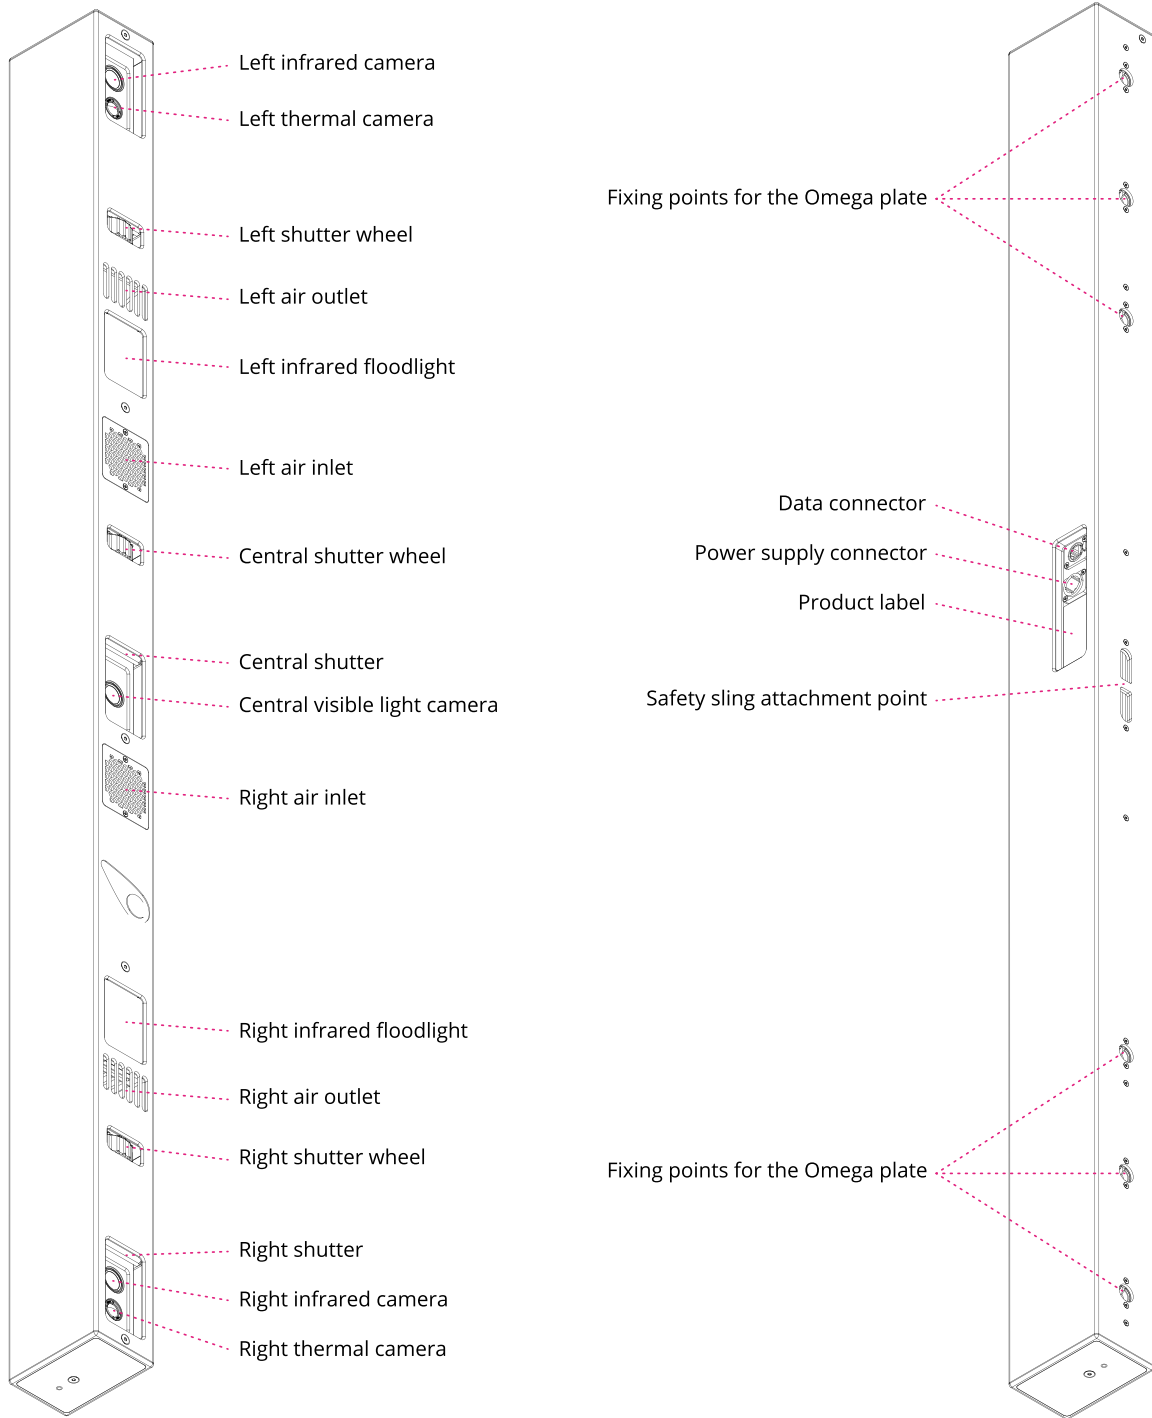 Left infrared camera
Left thermal camera
Left shutter wheel
Left air outlet
Left infrared floodlight
Left air inlet
Central shutter wheel
Central shutter
Central visible light camera
Right air inlet
Right infrared floodlight
Right air outlet
Right shutter wheel
Right shutter
Right infrared camera
Right thermal camera
Fixing points for the Omega plate
Data connector
Power supply connector
Product label
Safety sling attachment point
Fixing points for the Omega plate